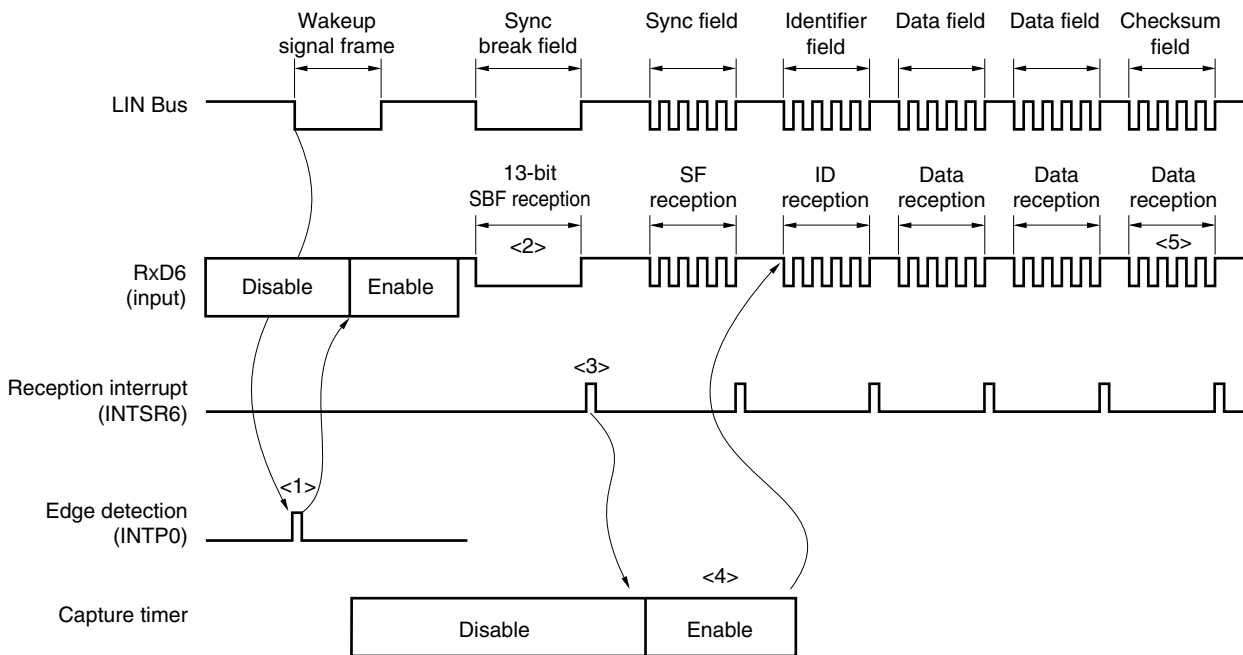 Wakeup
signal frame
Sync
break field
Sync field
Identifier
field
Data field
Data field
Checksum
field
LIN Bus
13-bit
SBF reception
SF
reception
ID
reception
Data
reception
Data
reception
Data
reception
<2>
<5>
RxD6
(input)
Disable
Enable
Reception interrupt
(INTSR6)
<3>
Edge detection
(INTP0)
<1>
Capture timer
Disable
Enable
<4>